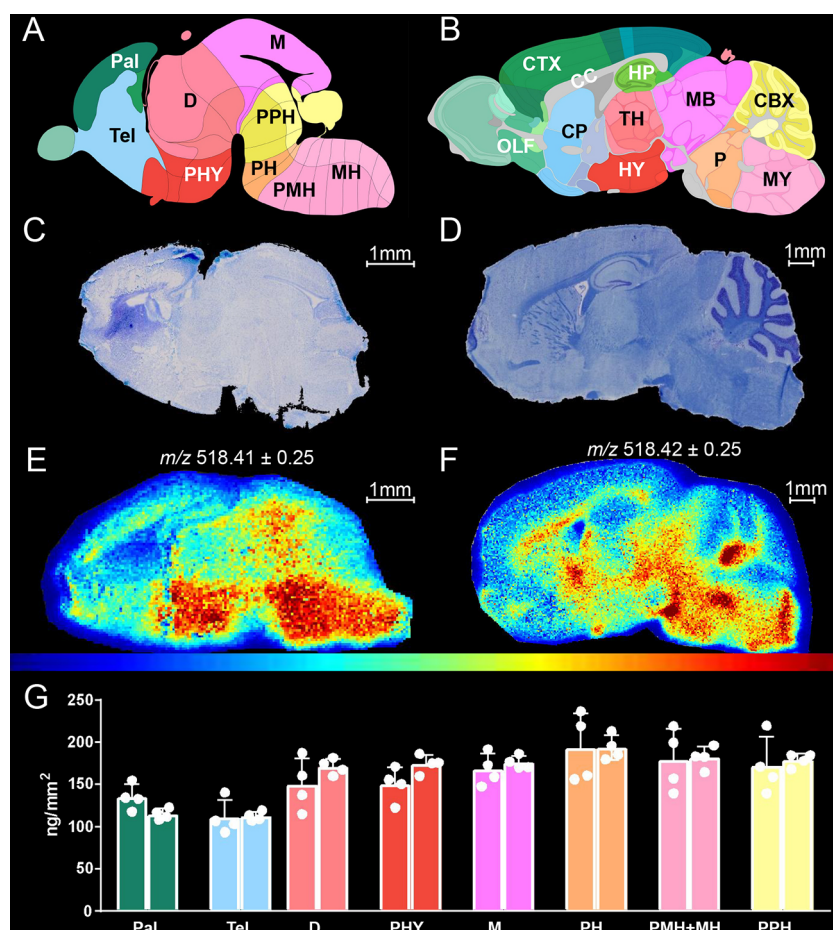 A
B
M
Pal
D
Tel
PPH
PHY
PH
PMH
MH
CTX
CC
HP
MB
CBX
CP
TH
OLF
HY
P
MY
C
D
1mm
1mm
E
m/z 518.41 ± 0.25
1mm
F
m/z 518.42 ± 0.25
1mm
G
ng/mm2
250
200
150
100
50
0
Pal Tel D PHY M PH PMH+MH PPH